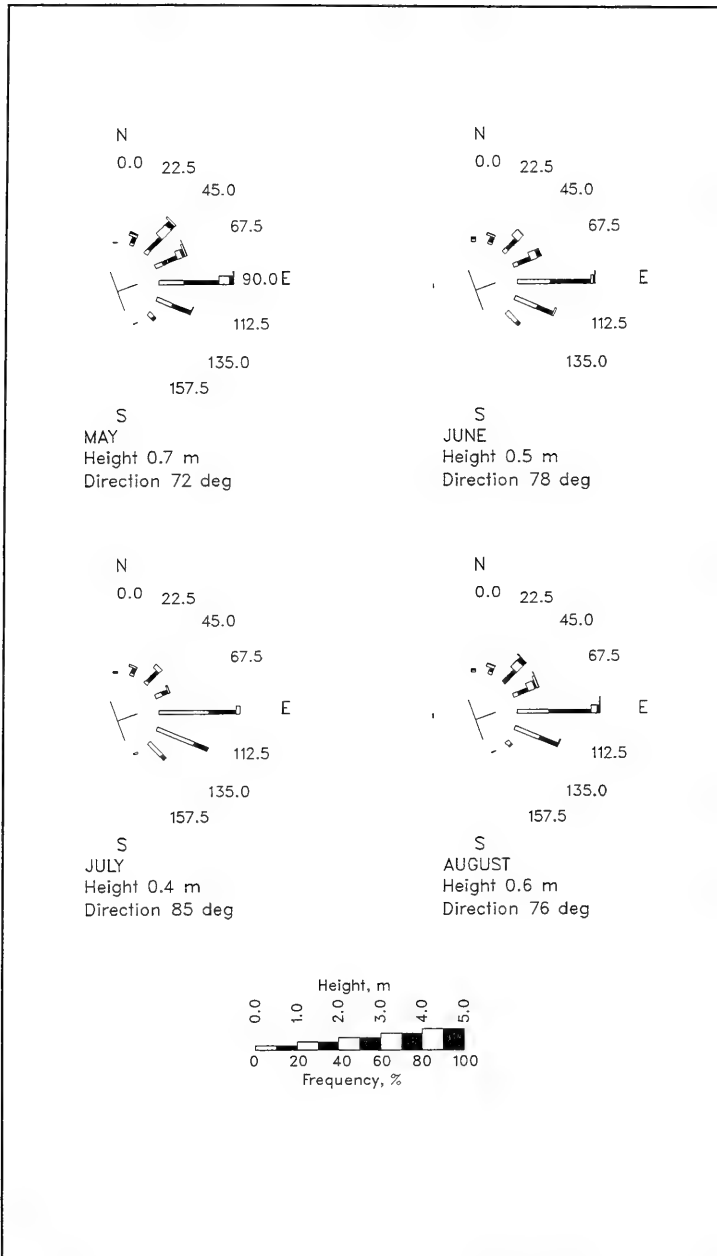 N
0.0 22.5
45.0
67.5
90.0 E
112.5
135.0
157.5
S
MAY
Height 0.7 m
Direction 72 deg
N
0.0 22.5
45.0
67.5
E
112.5
135.0
S
JUNE
Height 0.5 m
Direction 78 deg
N
0.0 22.5
45.0
67.5
E
112.5
135.0
157.5
S
JULY
Height 0.4 m
Direction 85 deg
N
0.0 22.5
45.0
67.5
E
112.5
135.0
157.5
S
AUGUST
Height 0.6 m
Direction 76 deg
Height, m
0.0 1.0 2.0 3.0 4.0 5.0
0 20 40 60 80 100
Frequency, %